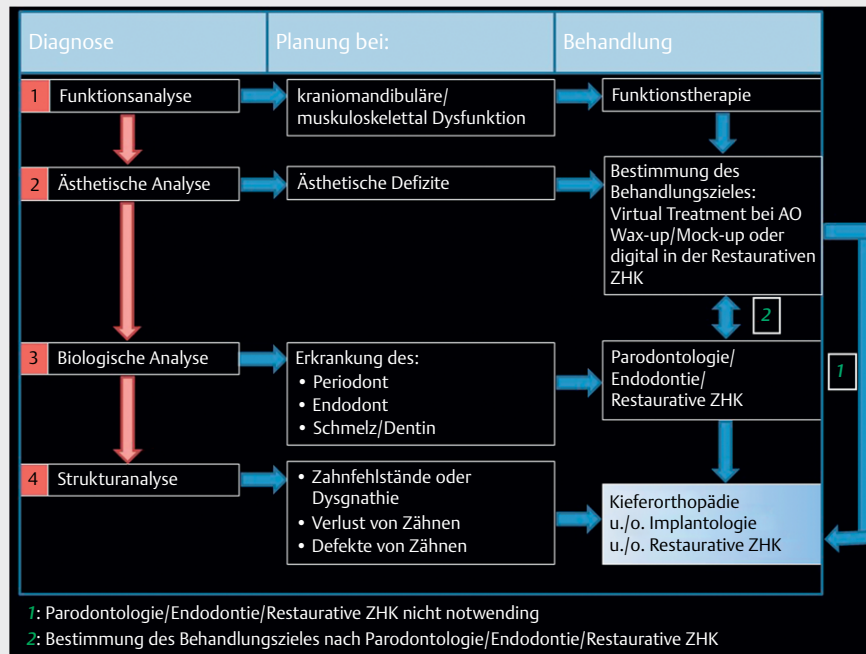 Diagnose
Planung bei:
Behandlung
1 Funktionsanalyse
kraniomandibuläre/
muskuloskelettal Dysfunktion
Funktionstherapie
2 Ästhetische Analyse
Ästhetische Defizite
Bestimmung des
Behandlungszieles:
Virtual Treatment bei AO
Wax-up/Mock-up oder
digital in der Restaurativen
ZHK
2
3 Biologische Analyse
Erkrankung des:
• Periodont
• Endodont
• Schmelz/Dentin
Parodontologie/
Endodontie/
Restaurative ZHK
1
4 Strukturanalyse
• Zahnfehlstände oder
Dysgnathie
• Verlust von Zähnen
• Defekte von Zähnen
Kieferorthopädie
u./o. Implantologie
u./o. Restaurative ZHK
1: Parodontologie/Endodontie/Restaurative ZHK nicht notwending
2: Bestimmung des Behandlungszieles nach Parodontologie/Endodontie/Restaurative ZHK